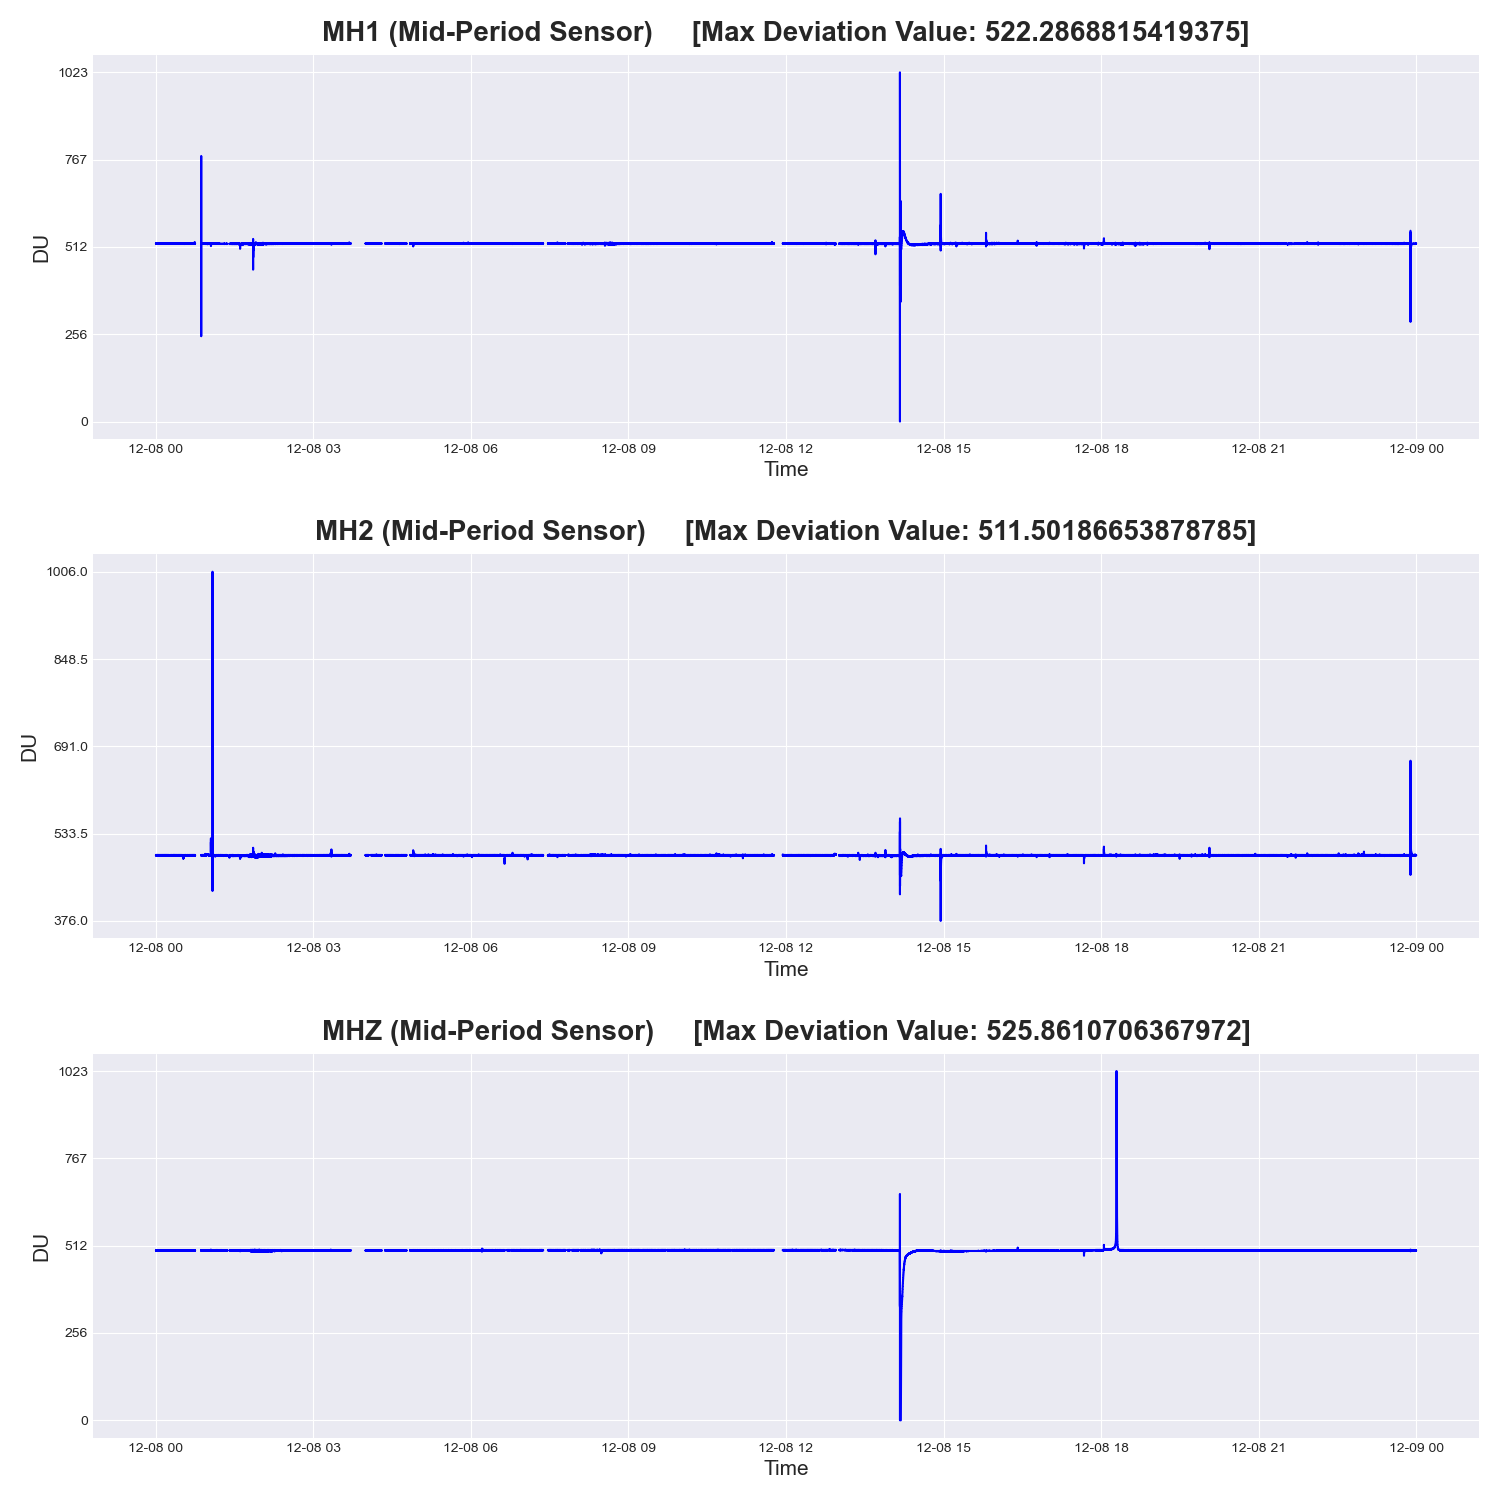 MH1 (Mid-Period Sensor) [Max Deviation Value: 522.2868815419375]
1023
767
512
256
0
DU
12-08 00 12-08 03 12-08 06 12-08 09 12-08 12 12-08 15 12-08 18 12-08 21 12-09 00
Time
MH2 (Mid-Period Sensor) [Max Deviation Value: 511.50186653878785]
1006.0
848.5
691.0
533.5
376.0
DU
12-08 00 12-08 03 12-08 06 12-08 09 12-08 12 12-08 15 12-08 18 12-08 21 12-09 00
Time
MHZ (Mid-Period Sensor) [Max Deviation Value: 525.8610706367972]
1023
767
512
256
0
DU
12-08 00 12-08 03 12-08 06 12-08 09 12-08 12 12-08 15 12-08 18 12-08 21 12-09 00
Time